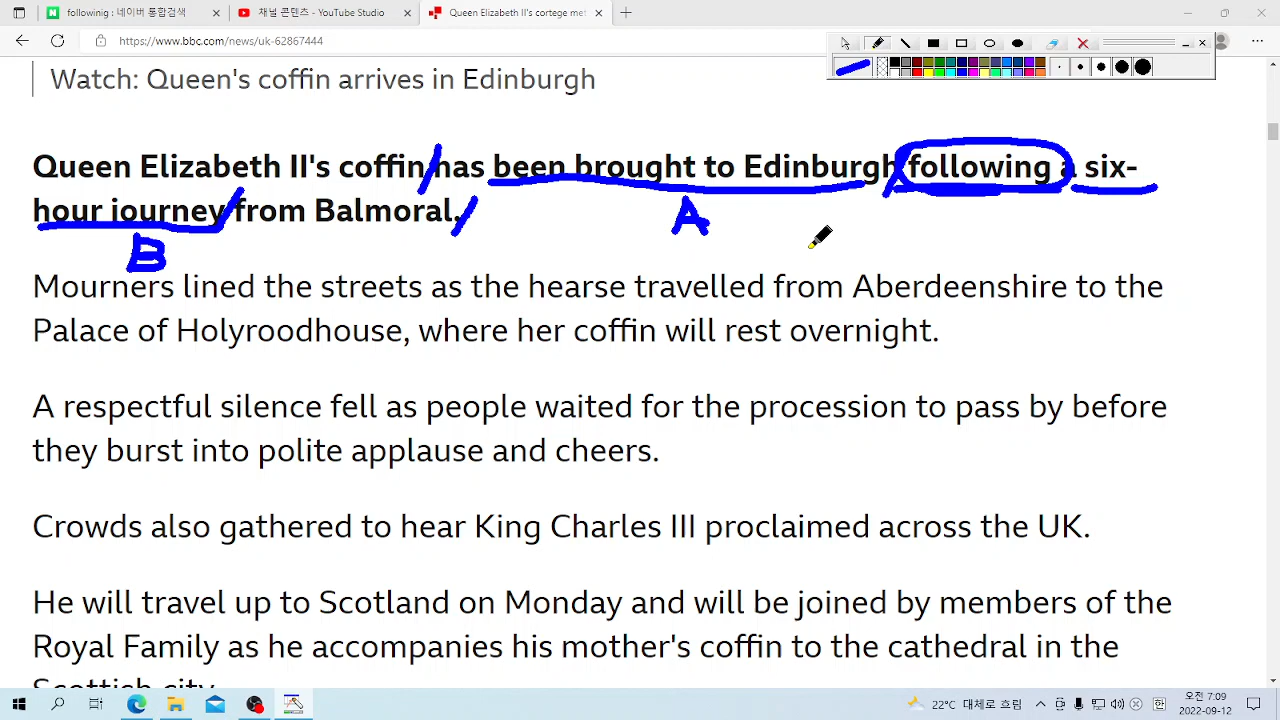 following : 네이버 통합검색
채널 콘텐츠 - YouTube Studio
Queen Elizabeth II's cortege met
https://www.bbc.com/news/uk-62867444
Watch: Queen's coffin arrives in Edinburgh
Queen Elizabeth II's coffin has been brought to Edinburgh following a six-
hour journey from Balmoral.
A
B
Mourners lined the streets as the hearse travelled from Aberdeenshire to the
Palace of Holyroodhouse, where her coffin will rest overnight.
A respectful silence fell as people waited for the procession to pass by before
they burst into polite applause and cheers.
Crowds also gathered to hear King Charles III proclaimed across the UK.
He will travel up to Scotland on Monday and will be joined by members of the
Royal Family as he accompanies his mother's coffin to the cathedral in the
Scottish city.
22°C 대체로 흐림
오전 7:09
2022-09-12